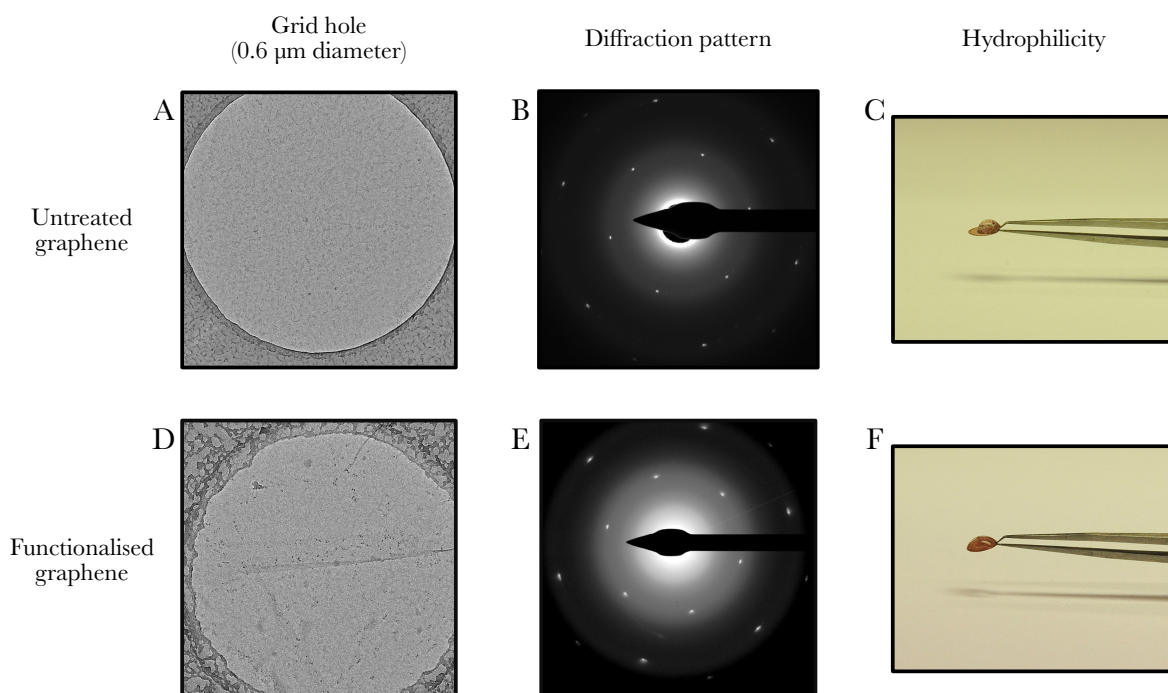 Grid hole
(0.6 µm diameter)
Diffraction pattern
Hydrophilicity
A
B
C
Untreated
graphene
D
E
F
Functionalised
graphene